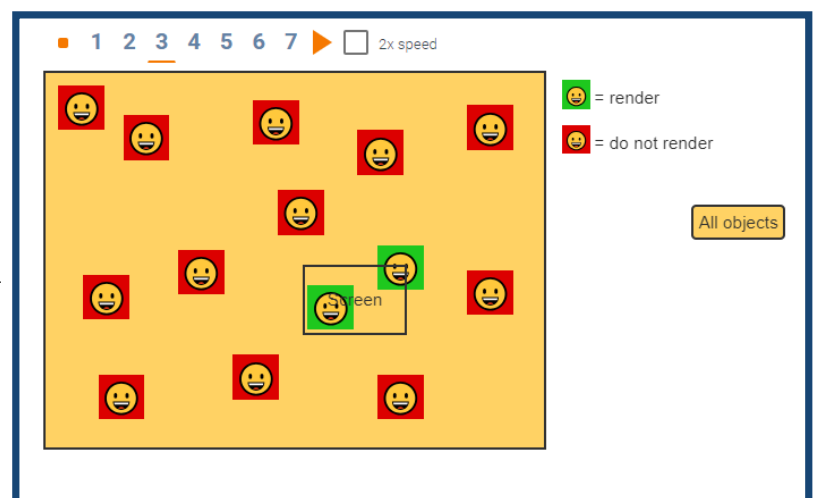 1 2 3 4 5 6 7 2x speed
= render
= do not render
All objects
Screen